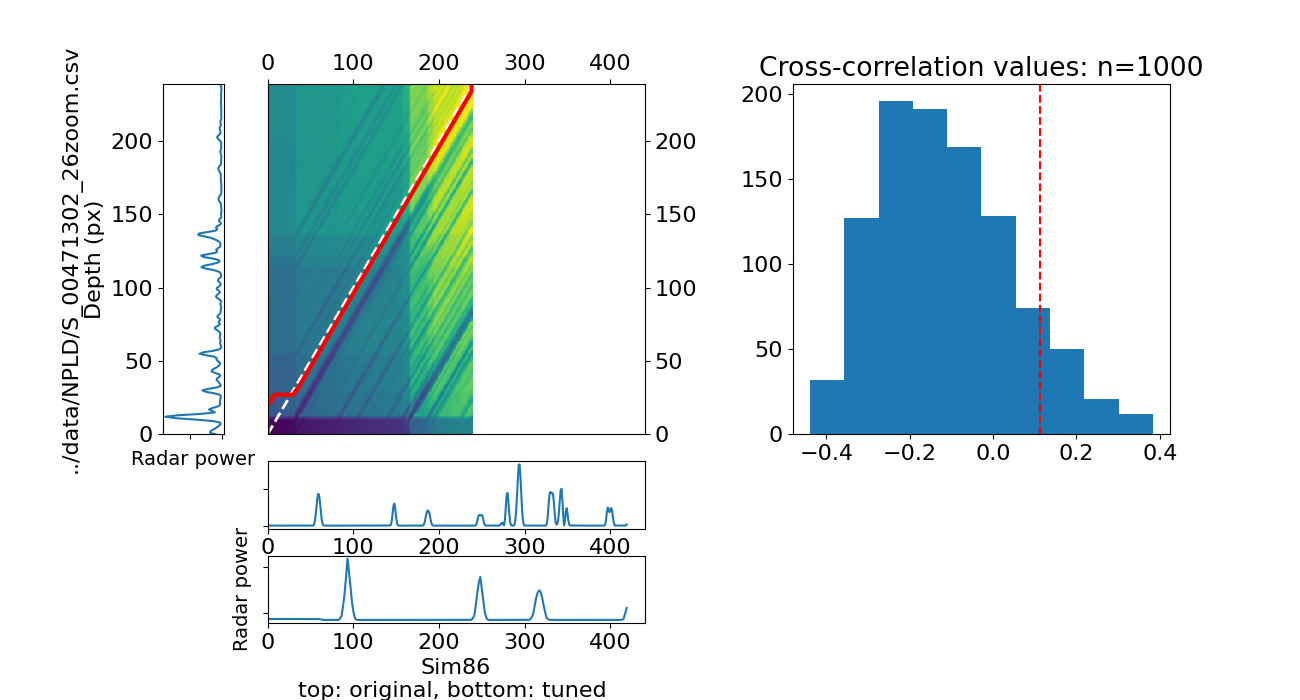 0 100 200 300 400
Cross-correlation values: n=1000
../data/NPLD/S_00471302_26zoom.csv
Depth (px)
200
150
100
50
0
200
150
100
50
0
200
150
100
50
0
−0.4 −0.2 0.0 0.2 0.4
Radar power
0 100 200 300 400
Radar power
0 100 200 300 400
Sim86
top: original, bottom: tuned